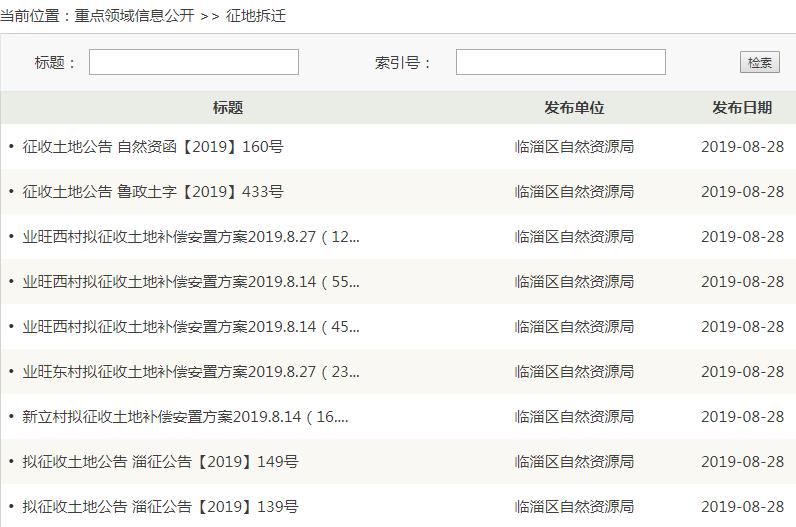 当前位置：重点领域信息公开 >> 征地拆迁
标题： 索引号： 检索
标题 发布单位 发布日期
• 征收土地公告 自然资函【2019】160号 临淄区自然资源局 2019-08-28
• 征收土地公告 鲁政土字【2019】433号 临淄区自然资源局 2019-08-28
• 业旺西村拟征收土地补偿安置方案2019.8.27（12... 临淄区自然资源局 2019-08-28
• 业旺西村拟征收土地补偿安置方案2019.8.14（55... 临淄区自然资源局 2019-08-28
• 业旺西村拟征收土地补偿安置方案2019.8.14（45... 临淄区自然资源局 2019-08-28
• 业旺东村拟征收土地补偿安置方案2019.8.27（23... 临淄区自然资源局 2019-08-28
• 新立村拟征收土地补偿安置方案2019.8.14（16.... 临淄区自然资源局 2019-08-28
• 拟征收土地公告 淄征公告【2019】149号 临淄区自然资源局 2019-08-28
• 拟征收土地公告 淄征公告【2019】139号 临淄区自然资源局 2019-08-28